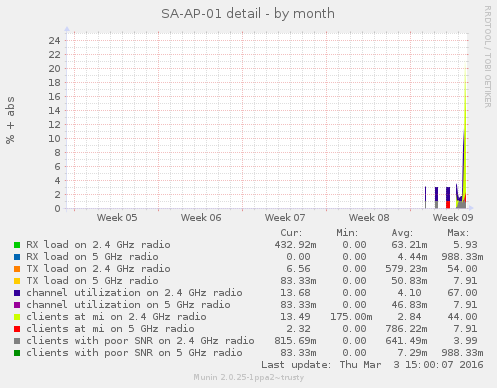 SA-AP-01 detail - by month
RRDTOOL / TOBI OETIKER
% + abs
24
22
20
18
16
14
12
10
8
6
4
2
0
Week 05 Week 06 Week 07 Week 08 Week 09
Cur: Min: Avg: Max:
RX load on 2.4 GHz radio 432.92m 0.00 63.21m 5.93
RX load on 5 GHz radio 0.00 0.00 4.44m 988.33m
TX load on 2.4 GHz radio 6.56 0.00 579.23m 54.00
TX load on 5 GHz radio 83.33m 0.00 50.83m 7.91
channel utilization on 2.4 GHz radio 13.68 0.00 4.10 67.00
channel utilization on 5 GHz radio 83.33m 0.00 46.83m 7.91
clients at mi on 2.4 GHz radio 13.49 175.00m 2.84 44.00
clients at mi on 5 GHz radio 2.32 0.00 786.22m 7.91
clients with poor SNR on 2.4 GHz radio 815.69m 0.00 641.49m 3.99
clients with poor SNR on 5 GHz radio 83.33m 0.00 7.29m 988.33m
Last update: Thu Mar 3 15:00:07 2016
Munin 2.0.25-1ppa2~trusty